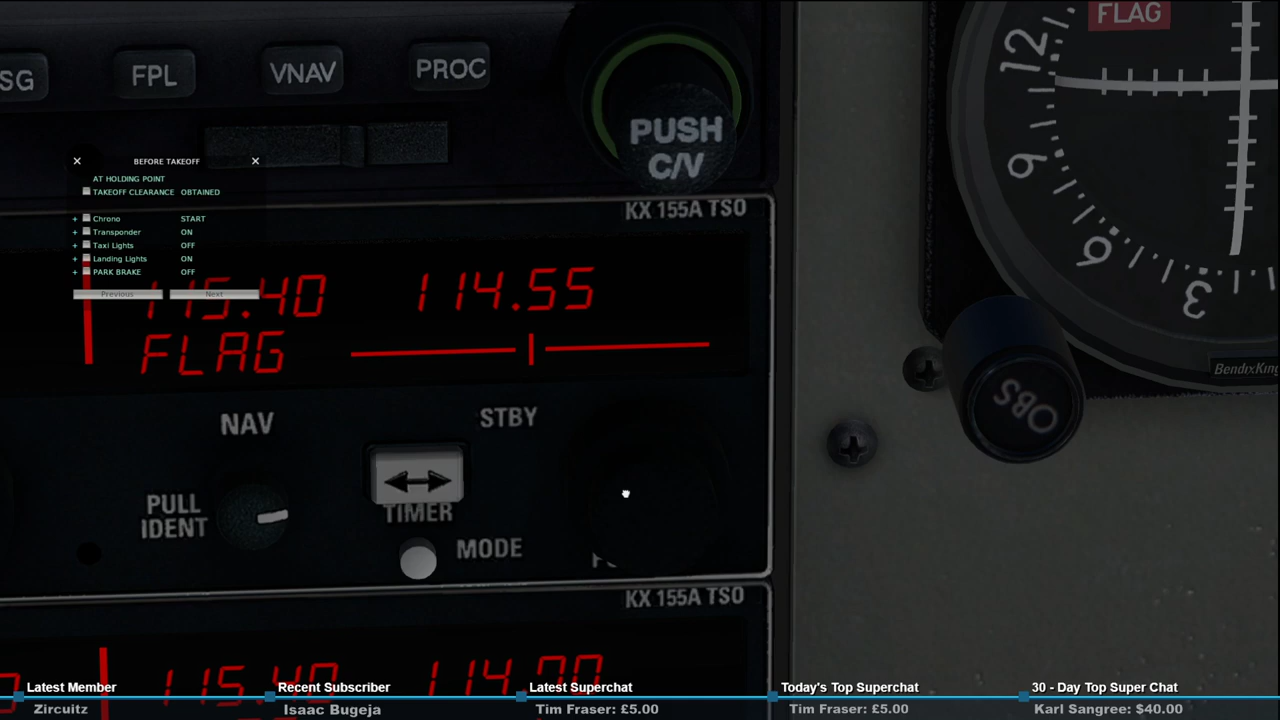 FLAG
12
9
6
3
SG FPL VNAV PROC
PUSH
C/V
BEFORE TAKEOFF
AT HOLDING POINT
TAKEOFF CLEARANCE OBTAINED
+ Chrono START
+ Transponder ON
+ Taxi Lights OFF
+ Landing Lights ON
+ PARK BRAKE OFF
Previous Next
KX 155A TSO
115.40 114.55
FLAG
BendixKing
OBS
NAV STBY
PULL
IDENT
TIMER
MODE
KX 155A TSO
115.40 114.00
Latest Member Recent Subscriber Latest Superchat Today's Top Superchat 30 - Day Top Super Chat
Zircuitz Isaac Bugeja Tim Fraser: £5.00 Tim Fraser: £5.00 Karl Sangree: $40.00